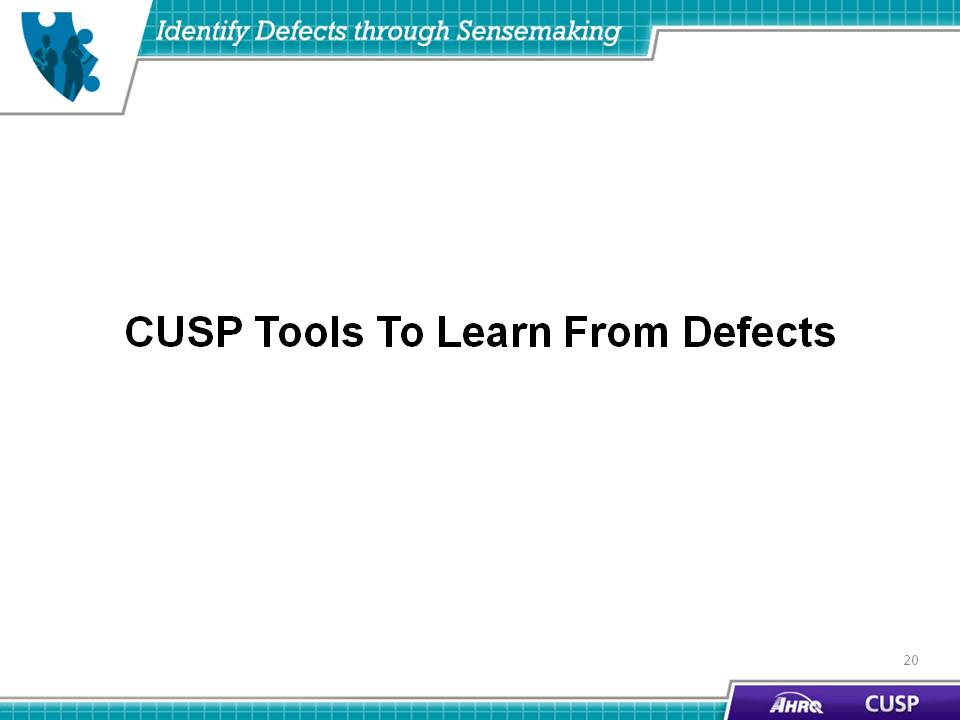 Identify Defects through Sensemaking
CUSP Tools To Learn From Defects
20
AHRQ
CUSP